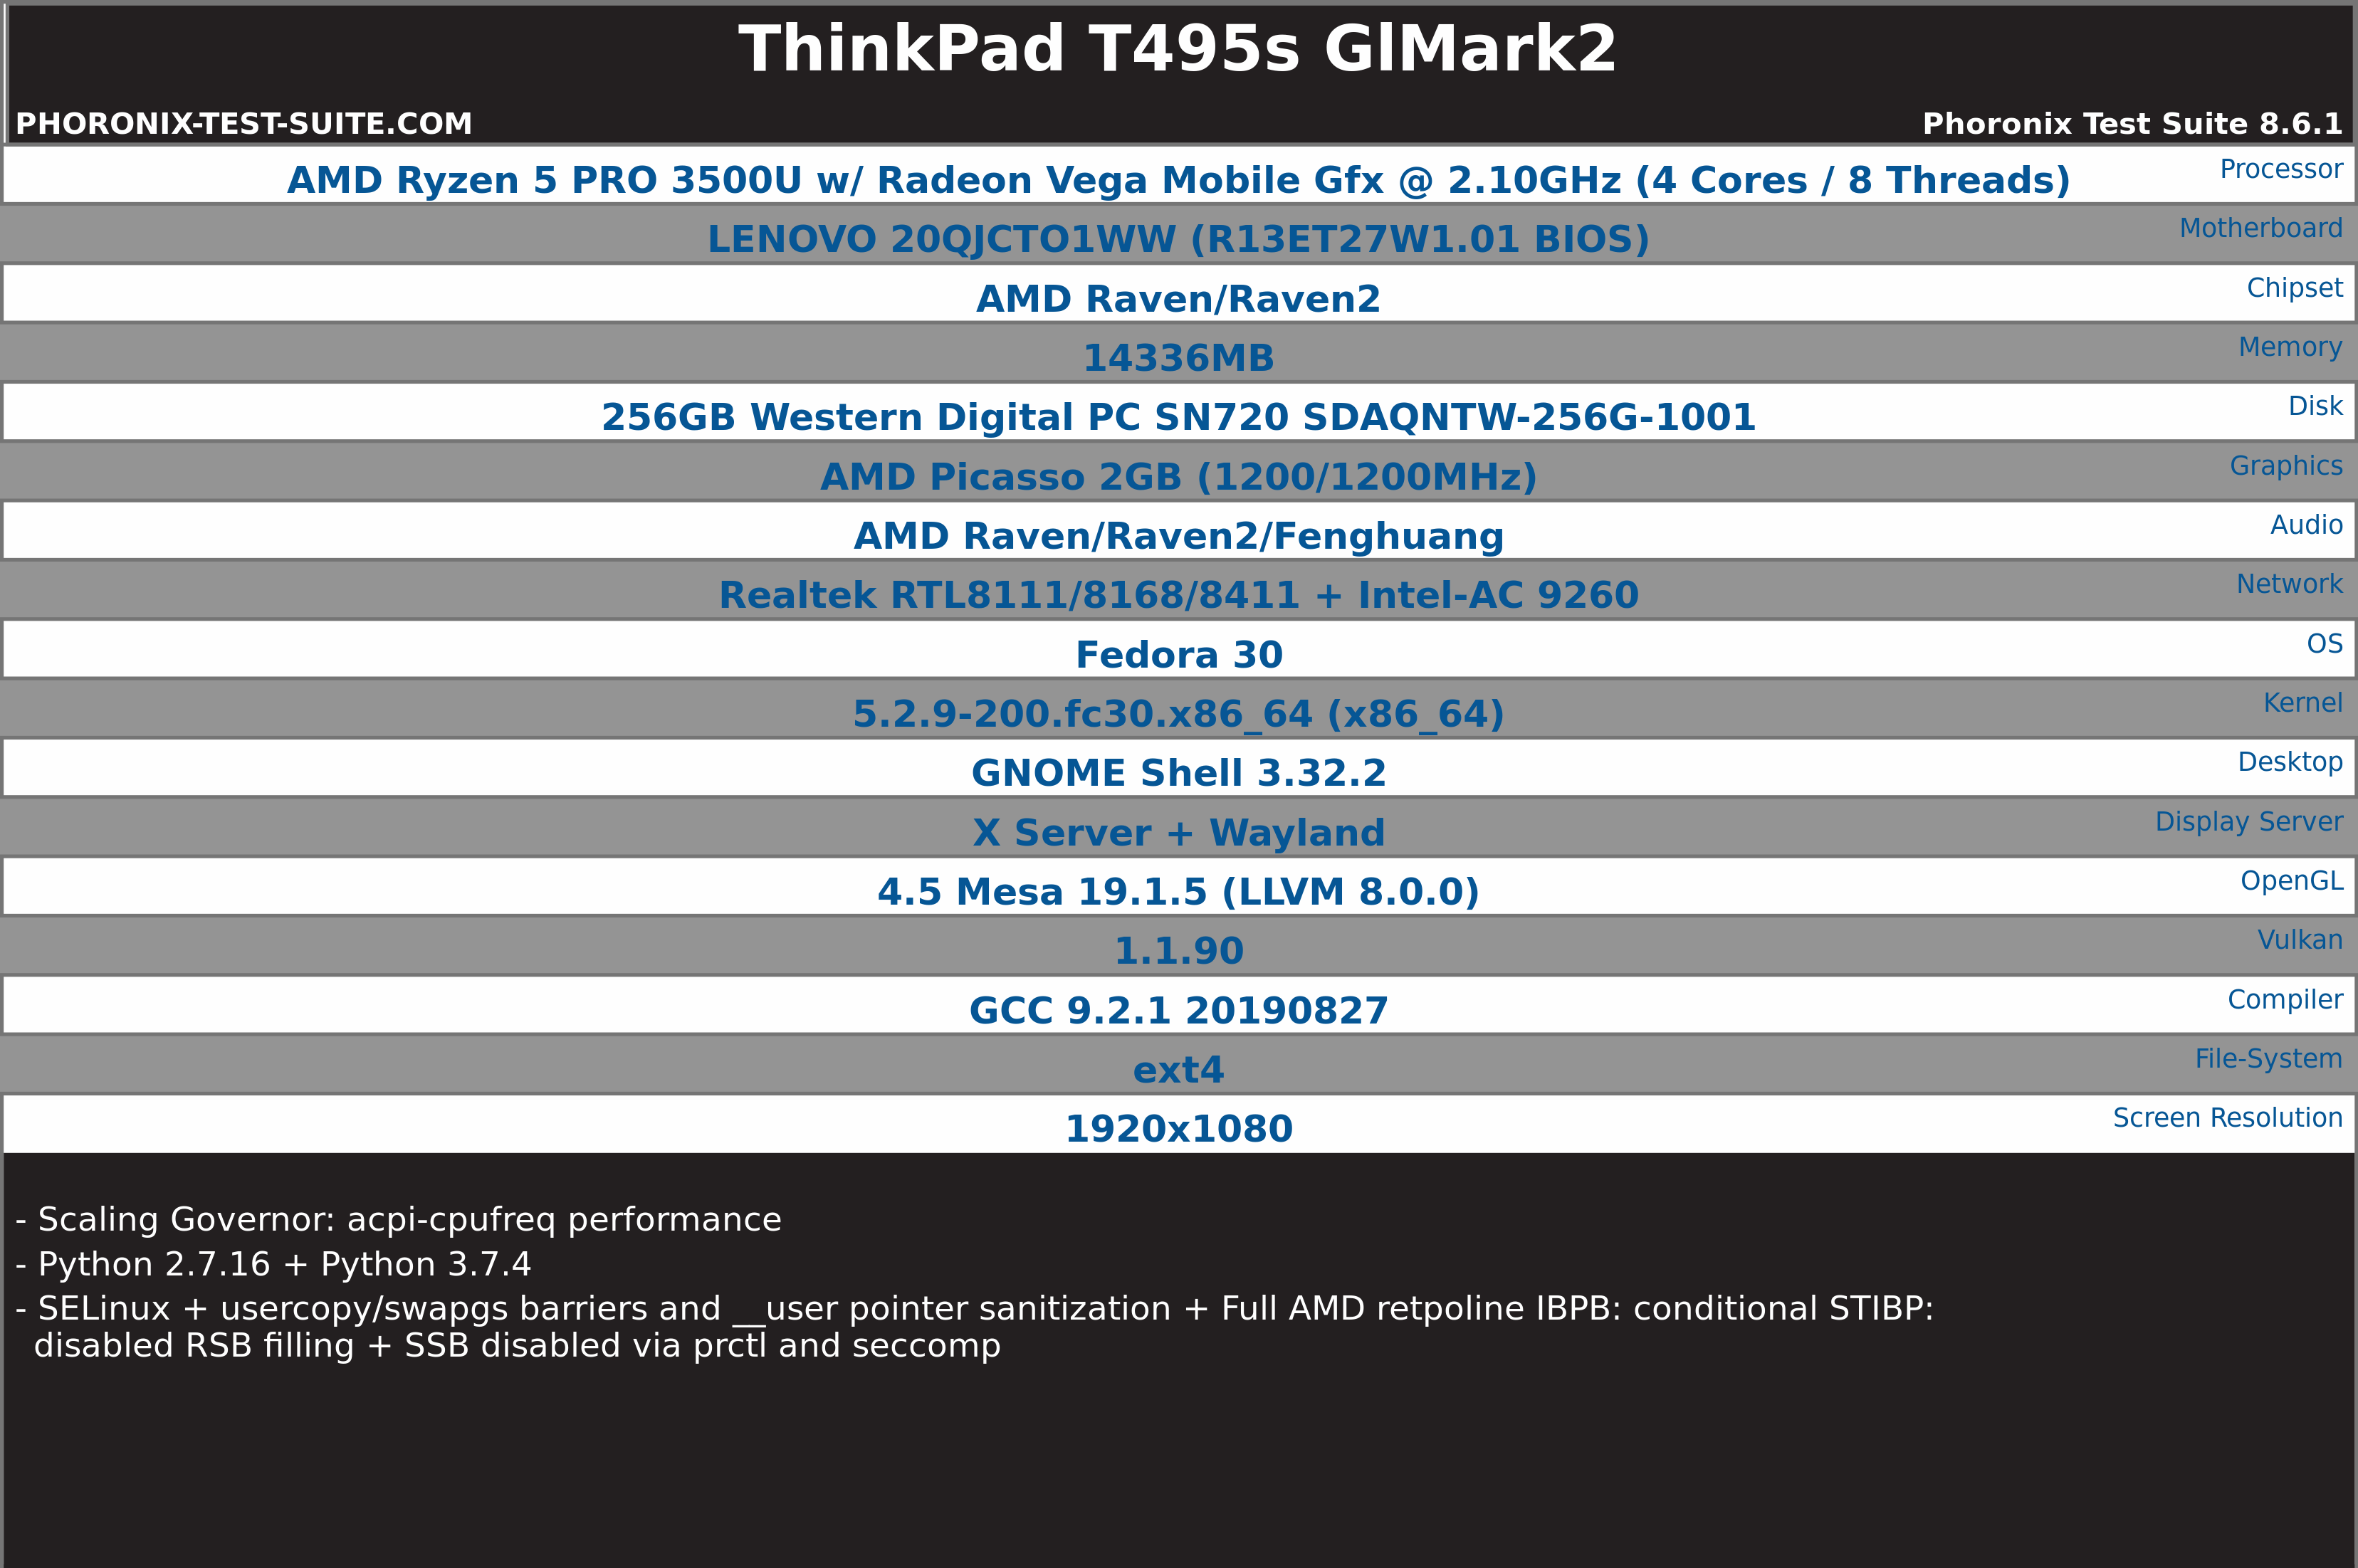 ThinkPad T495s GlMark2
PHORONIX-TEST-SUITE.COM
Phoronix Test Suite 8.6.1
AMD Ryzen 5 PRO 3500U w/ Radeon Vega Mobile Gfx @ 2.10GHz (4 Cores / 8 Threads) Processor
LENOVO 20QJCTO1WW (R13ET27W1.01 BIOS) Motherboard
AMD Raven/Raven2 Chipset
14336MB Memory
256GB Western Digital PC SN720 SDAQNTW-256G-1001 Disk
AMD Picasso 2GB (1200/1200MHz) Graphics
AMD Raven/Raven2/Fenghuang Audio
Realtek RTL8111/8168/8411 + Intel-AC 9260 Network
Fedora 30 OS
5.2.9-200.fc30.x86_64 (x86_64) Kernel
GNOME Shell 3.32.2 Desktop
X Server + Wayland Display Server
4.5 Mesa 19.1.5 (LLVM 8.0.0) OpenGL
1.1.90 Vulkan
GCC 9.2.1 20190827 Compiler
ext4 File-System
1920x1080 Screen Resolution
- Scaling Governor: acpi-cpufreq performance
- Python 2.7.16 + Python 3.7.4
- SELinux + usercopy/swapgs barriers and __user pointer sanitization + Full AMD retpoline IBPB: conditional STIBP:
disabled RSB filling + SSB disabled via prctl and seccomp